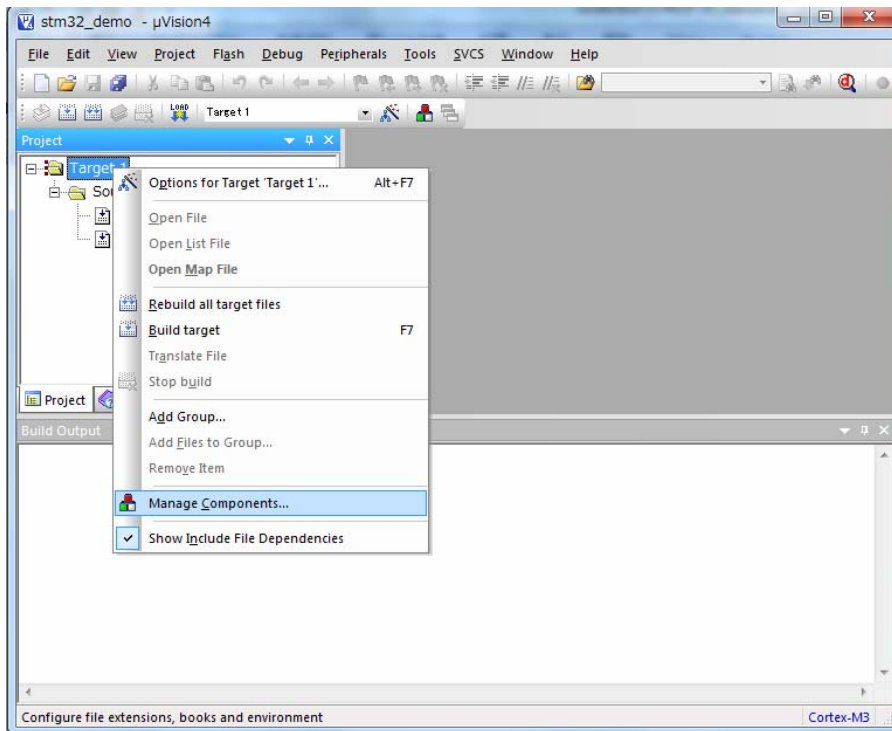 stm32_demo - µVision4
File Edit View Project Flash Debug Peripherals Tools SVCS Window Help
LOAD
Target 1
Project
Target 1
Sou
Options for Target 'Target 1'... Alt+F7
Open File
Open List File
Open Map File
Rebuild all target files
Build target F7
Translate File
Stop build
Project
Add Group...
Build Output
Add Files to Group...
Remove Item
Manage Components...
Show Include File Dependencies
Configure file extensions, books and environment Cortex-M3